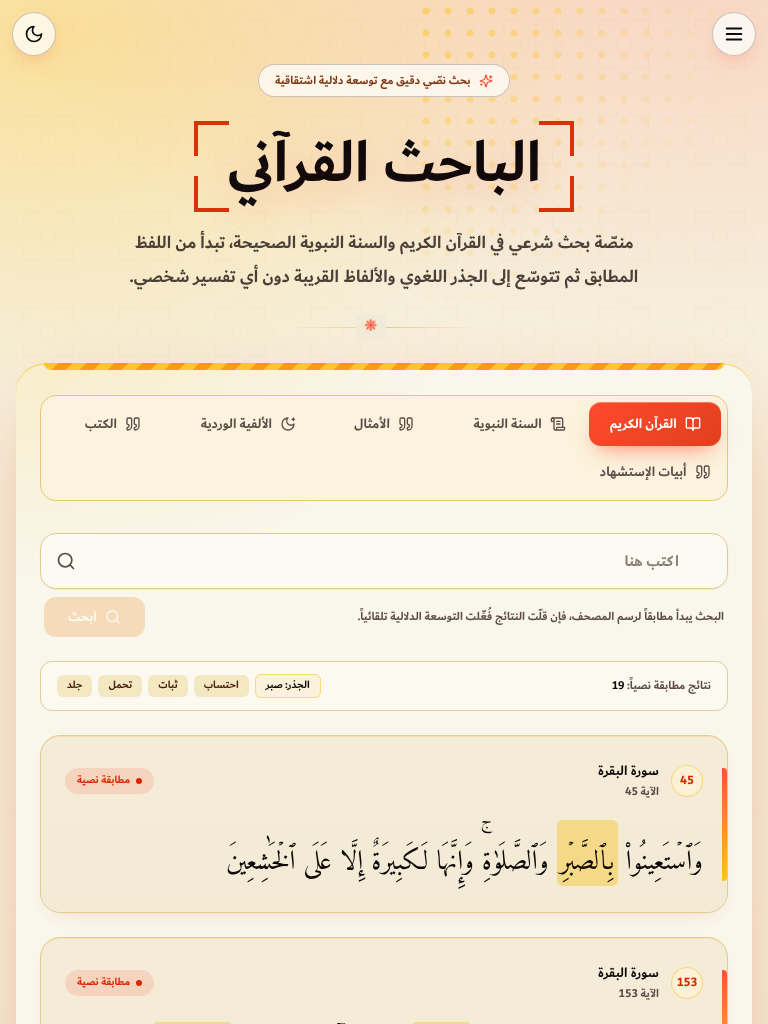 بحث نصّي دقيق مع توسعة دلالية اشتقاقية
الباحث القرآني
منصّة بحث شرعي في القرآن الكريم والسنة النبوية الصحيحة، تبدأ من اللفظ
المطابق ثم تتوسّع إلى الجذر اللغوي والألفاظ القريبة دون أي تفسير شخصي.
القرآن الكريم
السنة النبوية
الأمثال
الألفية الوردية
الكتب
أبيات الإستشهاد
اكتب هنا
البحث يبدأ مطابقاً لرسم المصحف، فإن قلّت النتائج فُعِّلت التوسعة الدلالية تلقائياً.
ابحث
نتائج مطابقة نصياً: 19
الجذر: صبر
احتساب
ثبات
تحمل
جلد
45
سورة البقرة
الآية 45
مطابقة نصية
وَٱسۡتَعِينُواْ بِٱلصَّبۡرِ وَٱلصَّلَوٰةِۚ وَإِنَّهَا لَكَبِيرَةٌ إِلَّا عَلَى ٱلۡخَٰشِعِينَ
153
سورة البقرة
الآية 153
مطابقة نصية